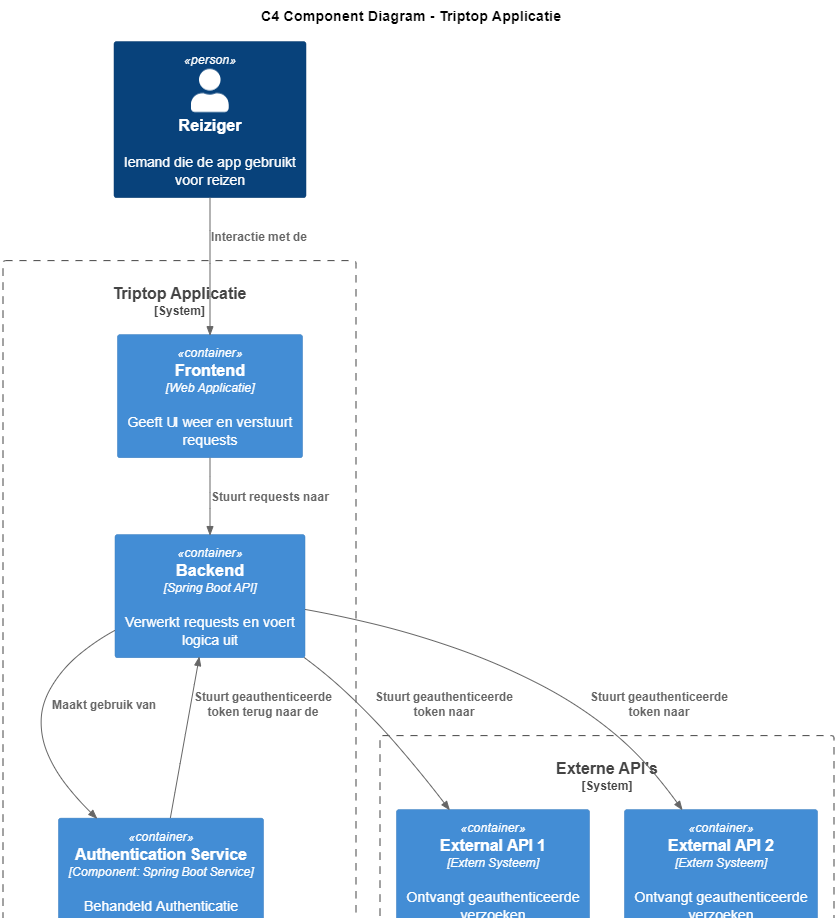 C4 Component Diagram - Triptop Applicatie
«person»
Reiziger
Iemand die de app gebruikt
voor reizen
Interactie met de
Triptop Applicatie
[System]
«container»
Frontend
[Web Applicatie]
Geeft UI weer en verstuurt
requests
Stuurt requests naar
«container»
Backend
[Spring Boot API]
Verwerkt requests en voert
logica uit
Maakt gebruik van
Stuurt geauthenticeerde
token terug naar de
Stuurt geauthenticeerde
token naar
Stuurt geauthenticeerde
token naar
Externe API's
[System]
«container»
Authentication Service
[Component: Spring Boot Service]
Behandeld Authenticatie
«container»
External API 1
[Extern Systeem]
Ontvangt geauthenticeerde
verzoeken
«container»
External API 2
[Extern Systeem]
Ontvangt geauthenticeerde
verzoeken